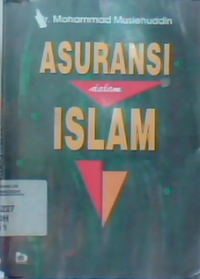 Dr. Mohammad Muslehuddin
ASURANSI
dalam
ISLAM